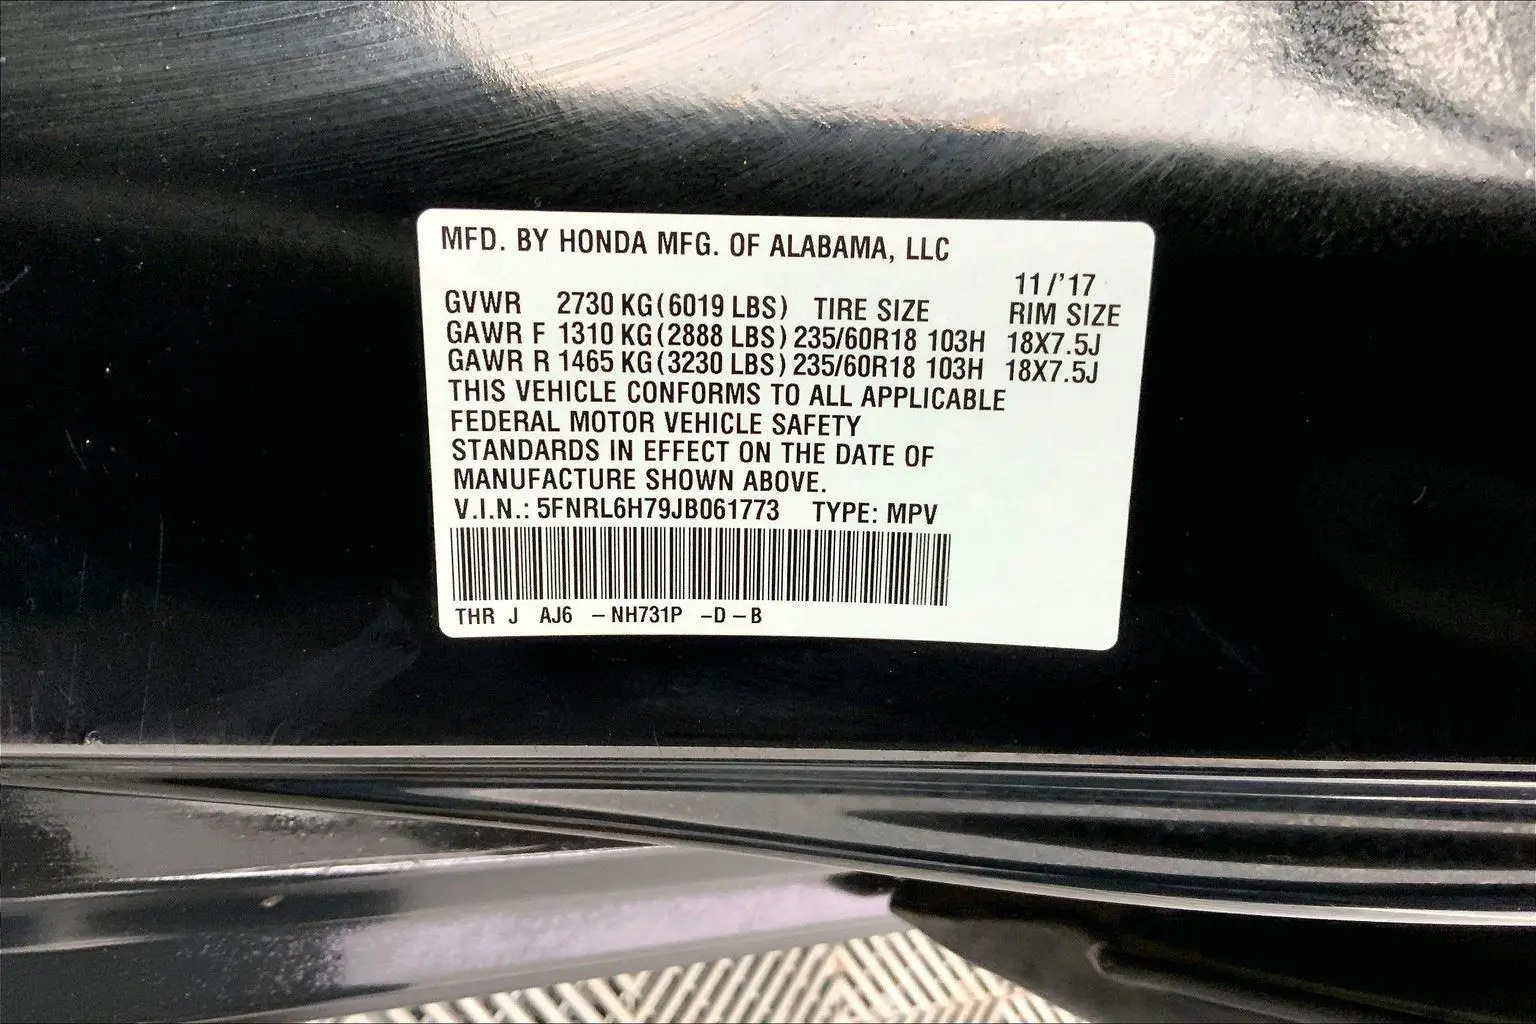 MFD. BY HONDA MFG. OF ALABAMA, LLC
11/'17
GVWR 2730 KG(6019 LBS) TIRE SIZE RIM SIZE
GAWR F 1310 KG(2888 LBS) 235/60R18 103H 18X7.5J
GAWR R 1465 KG(3230 LBS) 235/60R18 103H 18X7.5J
THIS VEHICLE CONFORMS TO ALL APPLICABLE
FEDERAL MOTOR VEHICLE SAFETY
STANDARDS IN EFFECT ON THE DATE OF
MANUFACTURE SHOWN ABOVE.
V.I.N.: 5FNRL6H79JB061773 TYPE: MPV
THR J AJ6 – NH731P –D – B